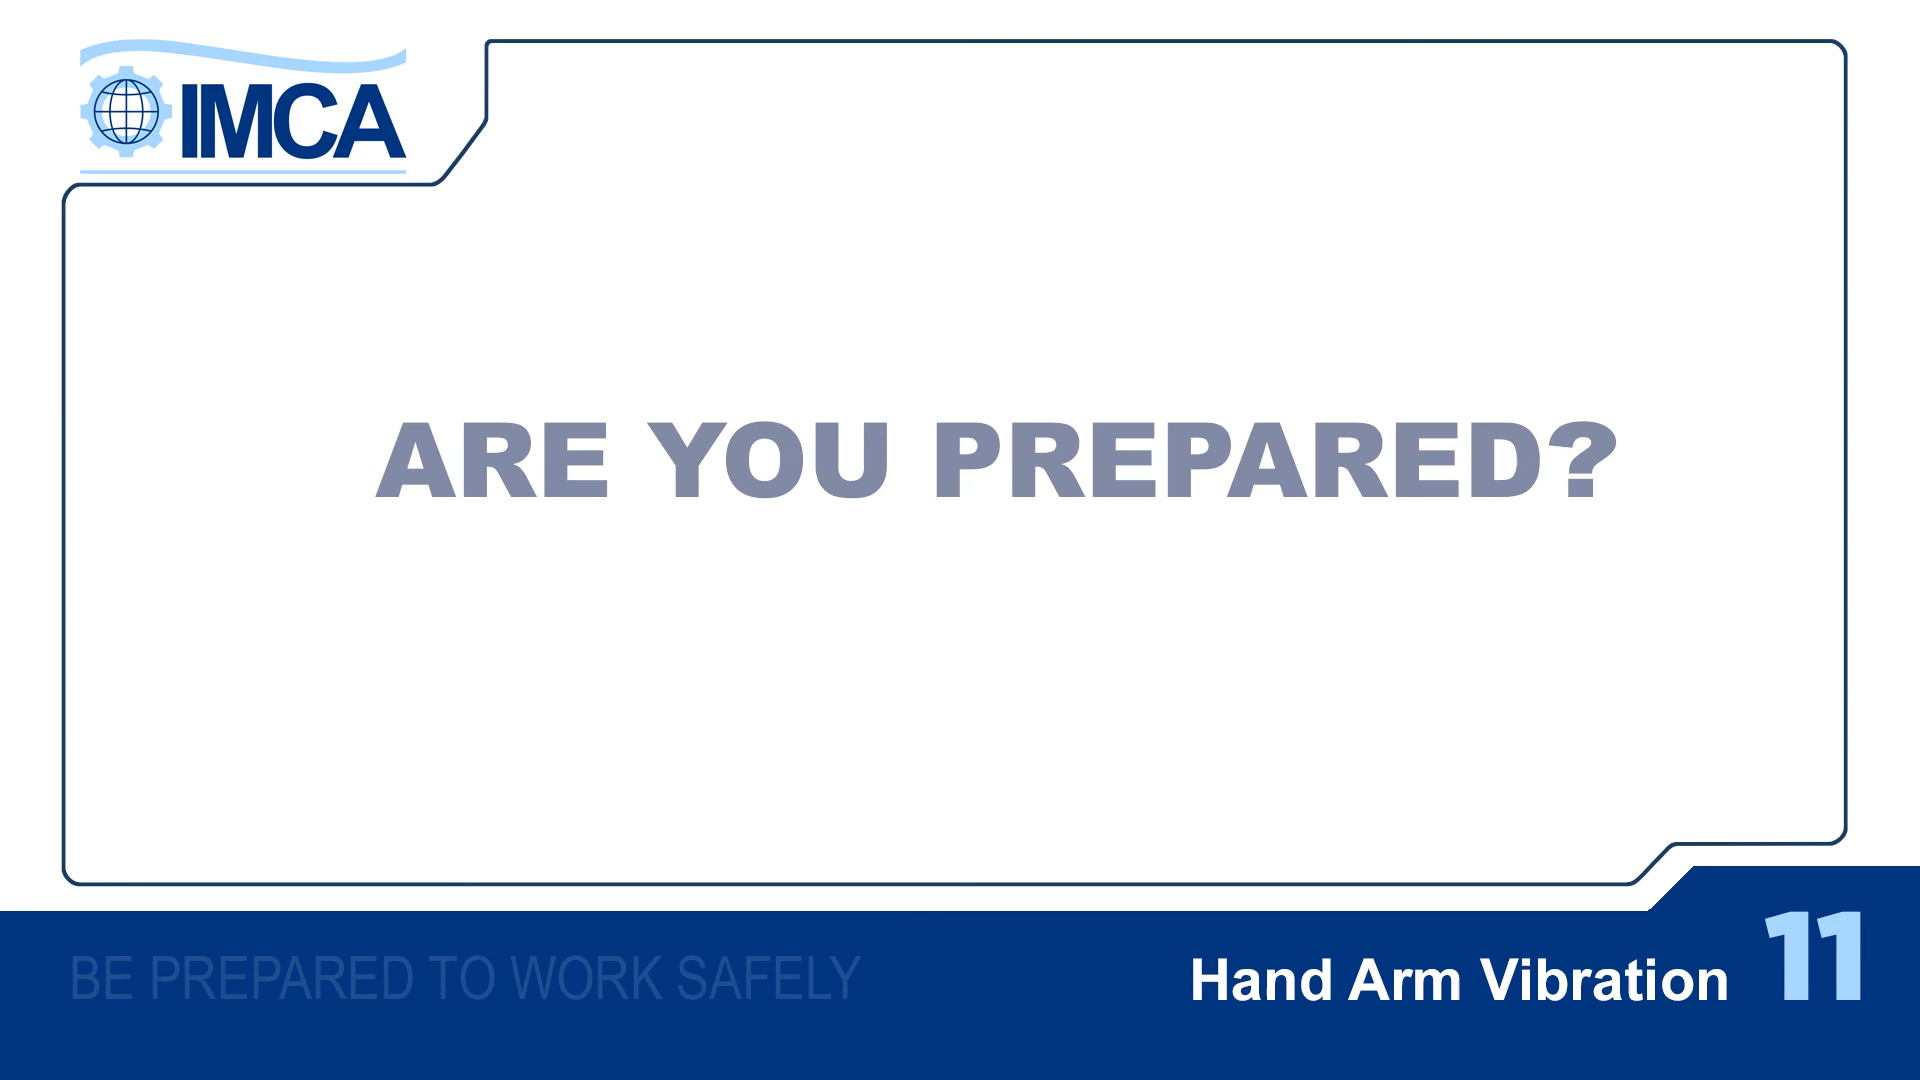 IMCA
ARE YOU PREPARED?
BE PREPARED TO WORK SAFELY
Hand Arm Vibration 11